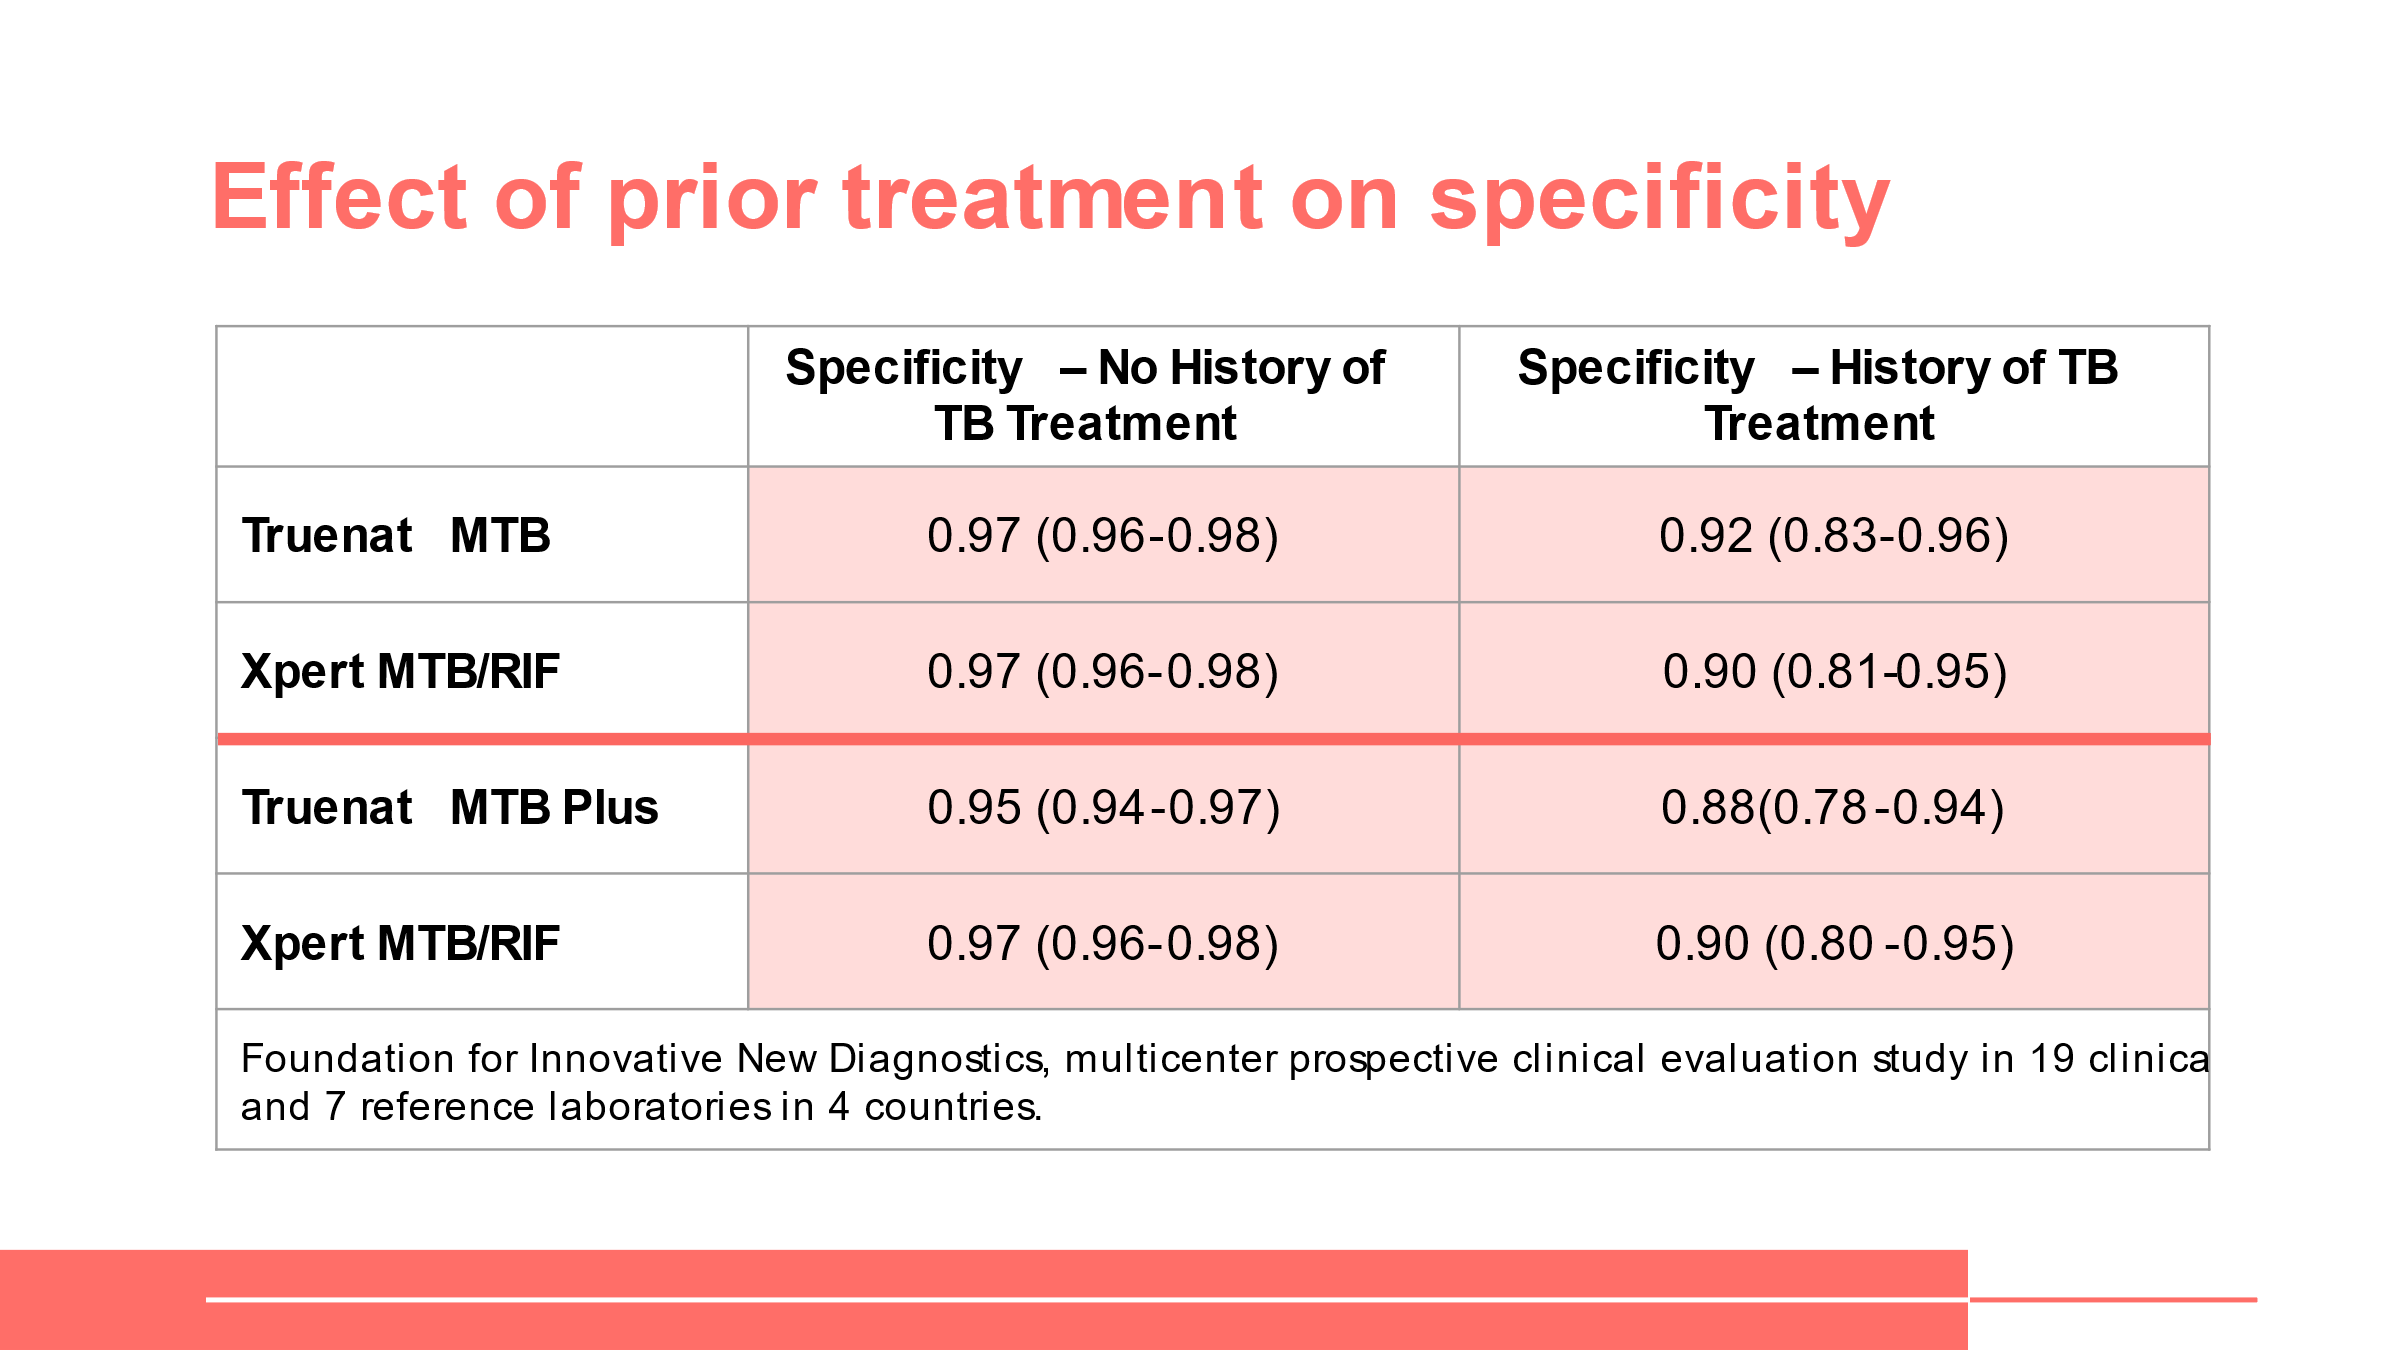 Effect of prior treatment on specificity
Specificity – No History of
TB Treatment
Specificity – History of TB
Treatment
Truenat MTB
0.97 (0.96-0.98)
0.92 (0.83-0.96)
Xpert MTB/RIF
0.97 (0.96-0.98)
0.90 (0.81-0.95)
Truenat MTB Plus
0.95 (0.94-0.97)
0.88(0.78-0.94)
Xpert MTB/RIF
0.97 (0.96-0.98)
0.90 (0.80-0.95)
Foundation for Innovative New Diagnostics, multicenter prospective clinical evaluation study in 19 clinica
and 7 reference laboratories in 4 countries.